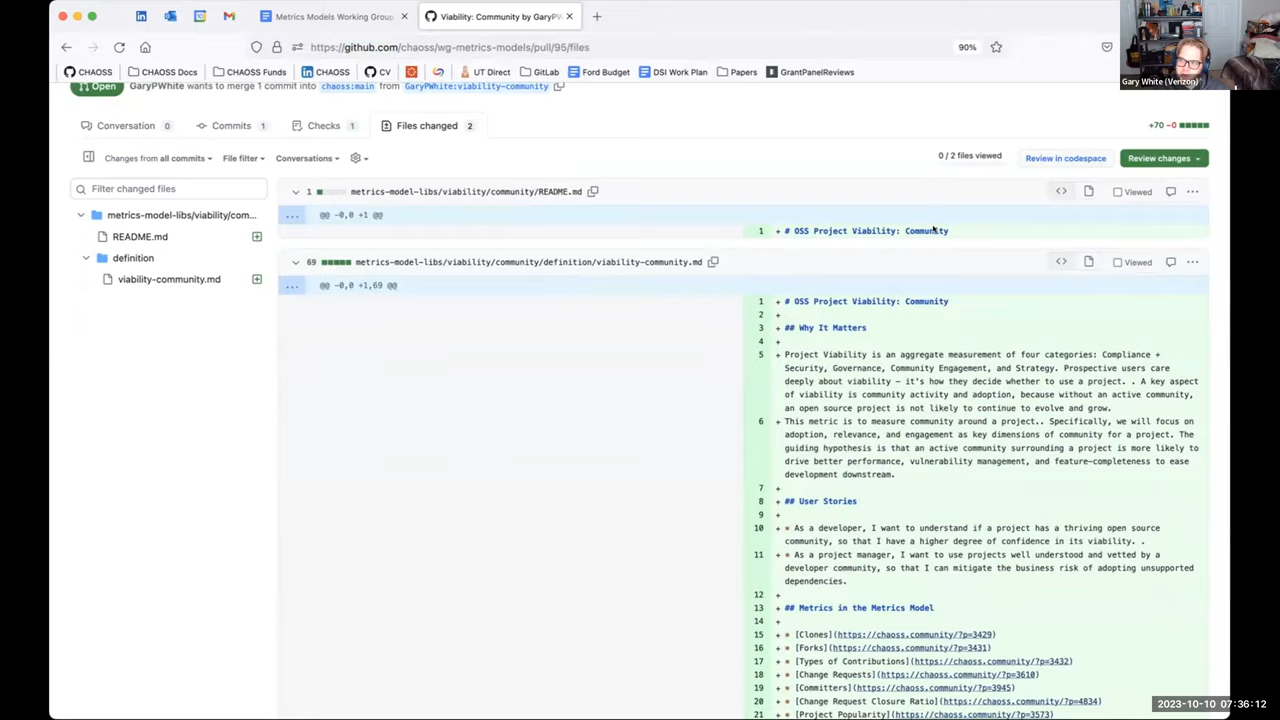 Metrics Models Working Group
Viability: Community by GaryP
https://github.com/chaoss/wg-metrics-models/pull/95/files
90%
CHAOSS
CHAOSS Docs
CHAOSS Funds
CHAOSS
CV
UT Direct
GitLab
Ford Budget
DSI Work Plan
Papers
GrantPanelReviews
Gary White (Verizon)
Open
GaryPWhite wants to merge 1 commit into chaoss:main from GaryPWhite:viability-community
Conversation 0
Commits 1
Checks 1
Files changed 2
+70 −0
Changes from all commits
File filter
Conversations
0 / 2 files viewed
Review in codespace
Review changes
Filter changed files
metrics-model-libs/viability/com...
README.md
definition
viability-community.md
1 metrics-model-libs/viability/community/README.md
Viewed
... @@ -0,0 +1 @@
1 + # OSS Project Viability: Community
69 metrics-model-libs/viability/community/definition/viability-community.md
Viewed
... @@ -0,0 +1,69 @@
1 + # OSS Project Viability: Community
2 +
3 + ## Why It Matters
4 +
5 + Project Viability is an aggregate measurement of four categories: Compliance +
Security, Governance, Community Engagement, and Strategy. Prospective users care
deeply about viability - it's how they decide whether to use a project. . A key aspect
of viability is community activity and adoption, because without an active community,
an open source project is not likely to continue to evolve and grow.
6 + This metric is to measure community around a project.. Specifically, we will focus on
adoption, relevance, and engagement as key dimensions of community for a project. The
guiding hypothesis is that an active community surrounding a project is more likely to
drive better performance, vulnerability management, and feature-completeness to ease
development downstream.
7 +
8 + ## User Stories
9 +
10 + * As a developer, I want to understand if a project has a thriving open source
community, so that I have a higher degree of confidence in its viability. .
11 + * As a project manager, I want to use projects well understood and vetted by a
developer community, so that I can mitigate the business risk of adopting unsupported
dependencies.
12 +
13 + ## Metrics in the Metrics Model
14 +
15 + * [Clones](https://chaoss.community/?p=3429)
16 + * [Forks](https://chaoss.community/?p=3431)
17 + * [Types of Contributions](https://chaoss.community/?p=3432)
18 + * [Change Requests](https://chaoss.community/?p=3610)
19 + * [Committers](https://chaoss.community/?p=3945)
20 + * [Change Request Closure Ratio](https://chaoss.community/?p=4834)
21 + * [Project Popularity](https://chaoss.community/?p=3573)
2023-10-10 07:36:12